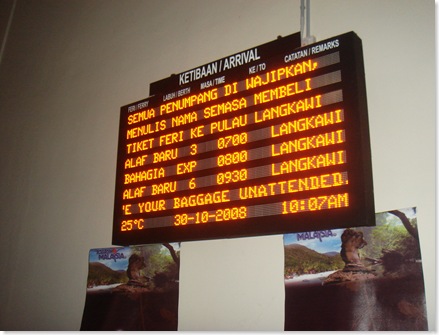 KETIBAAN / ARRIVAL
FERI / FERRY LABUH / BERTH MASA / TIME KE / TO CATATAN / REMARKS
SEMUA PENUMPANG DI WAJIPKAN,
MENULIS NAMA SEMASA MEMBELI
TIKET FERI KE PULAU LANGKAWI
ALAF BARU 3 0700 LANGKAWI
BAHAGIA EXP 0800 LANGKAWI
ALAF BARU 6 0930 LANGKAWI
'E YOUR BAGGAGE UNATTENDED.
25°C 30-10-2008 10:07AM
MALAYSIA
MALAYSIA